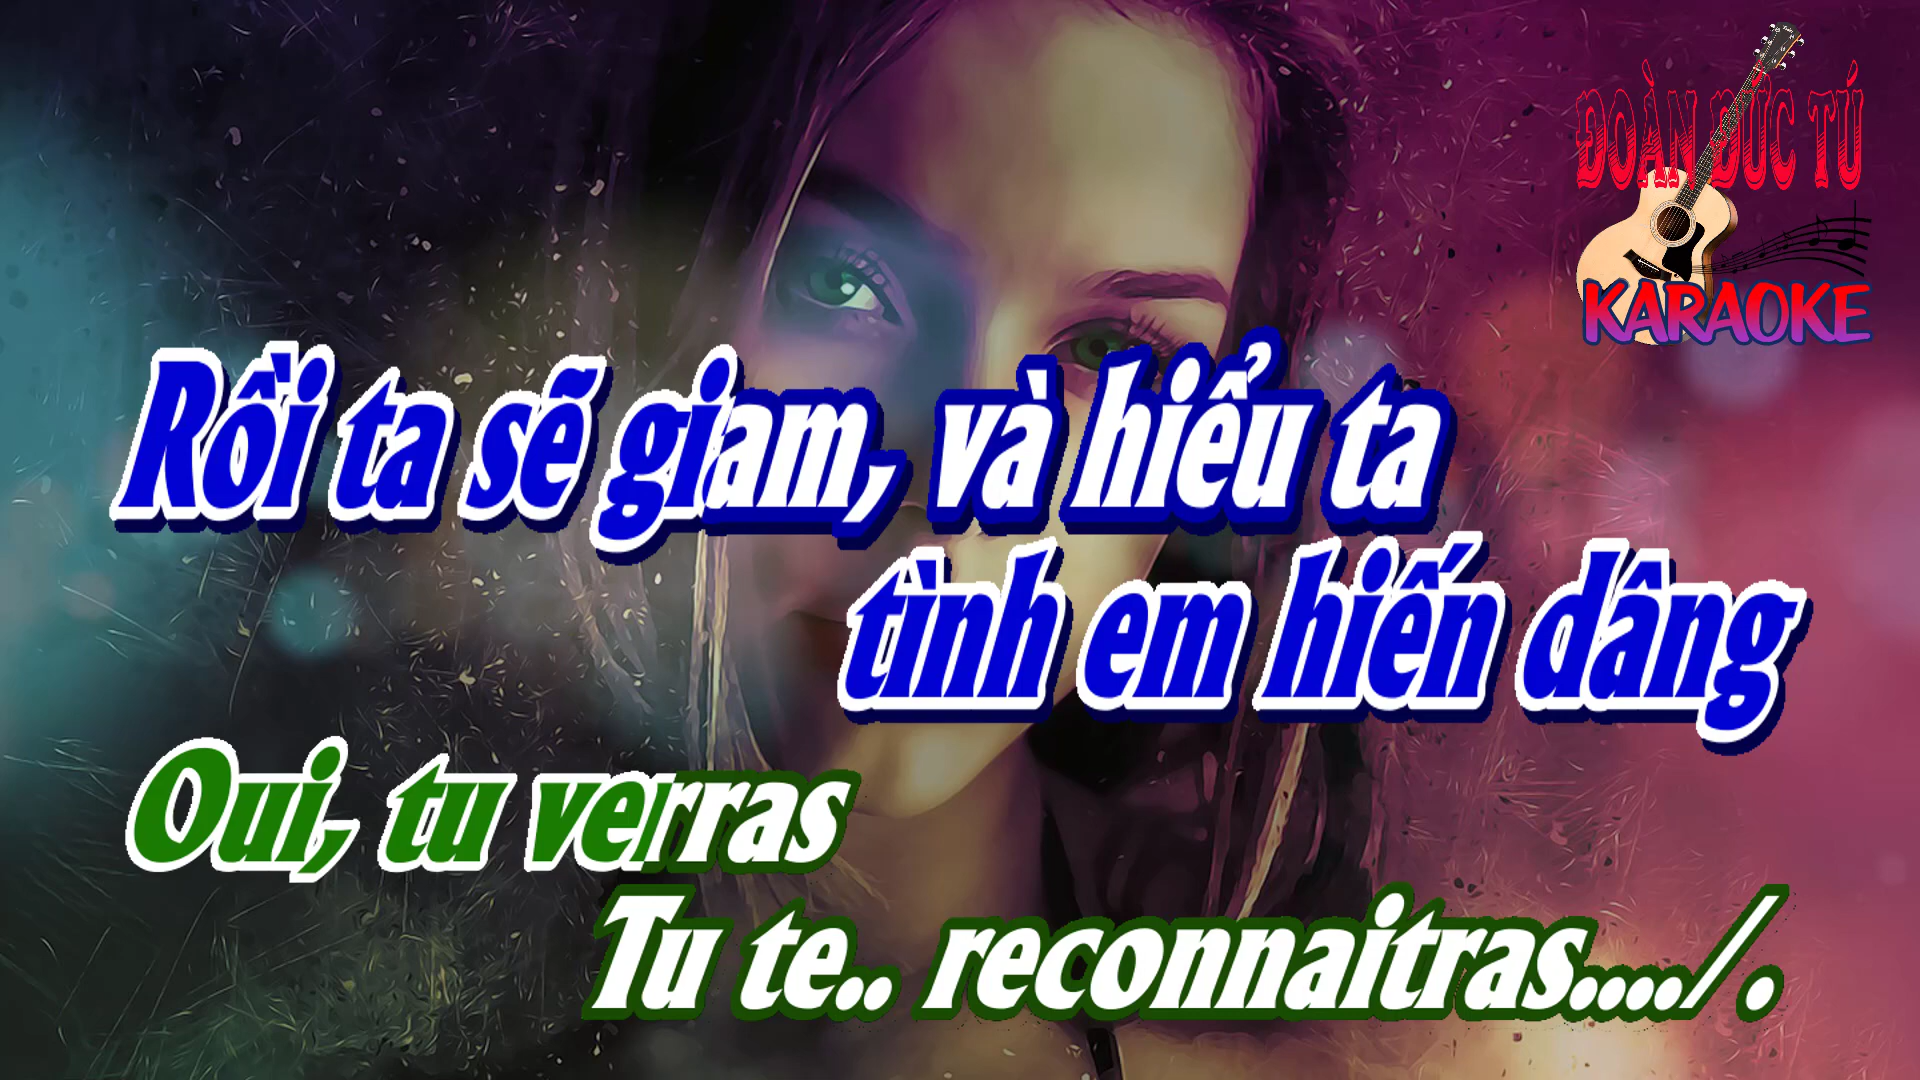 ĐOÀN ĐỨC TÚ
KARAOKE
Rồi ta sẽ giam, và hiểu ta
tình em hiến dâng
Oui, tu verras
Tu te.. reconnaitras..../.